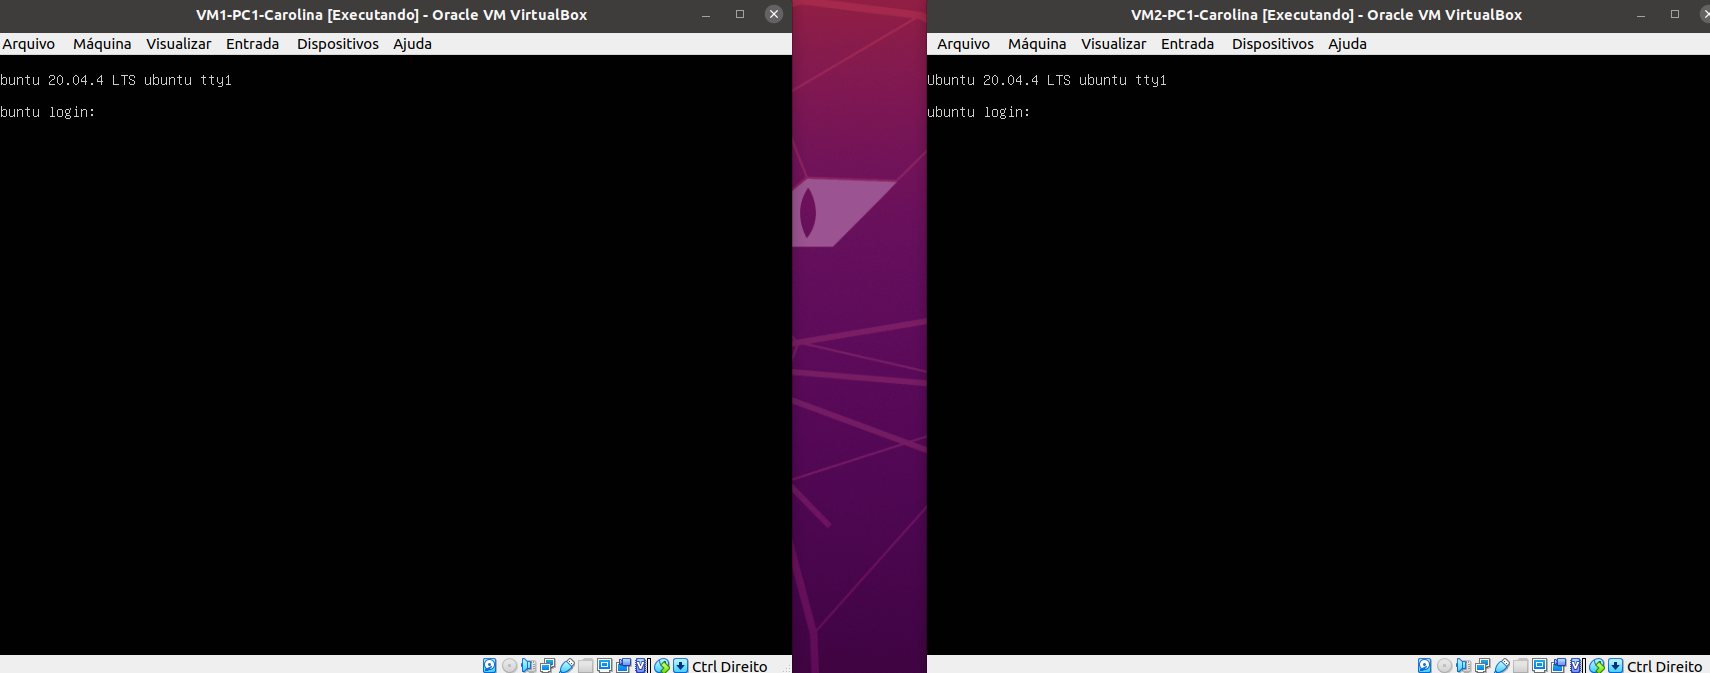 VM1-PC1-Carolina [Executando] - Oracle VM VirtualBox
Arquivo Máquina Visualizar Entrada Dispositivos Ajuda
buntu 20.04.4 LTS ubuntu tty1
buntu login:
Ctrl Direito
VM2-PC1-Carolina [Executando] - Oracle VM VirtualBox
Arquivo Máquina Visualizar Entrada Dispositivos Ajuda
Ubuntu 20.04.4 LTS ubuntu tty1
ubuntu login:
Ctrl Direito